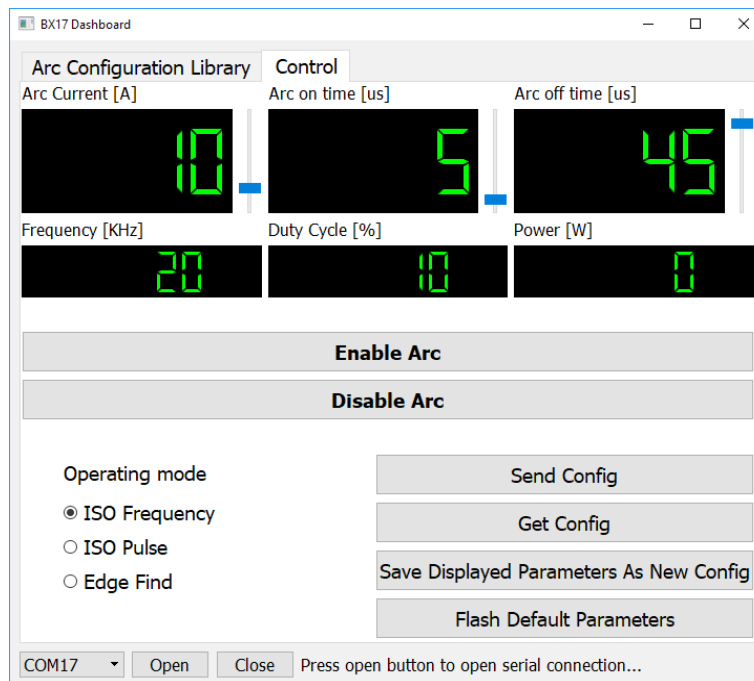 BX17 Dashboard
Arc Configuration Library Control
Arc Current [A] Arc on time [us] Arc off time [us]
10 5 45
Frequency [KHz] Duty Cycle [%] Power [W]
20 10 0
Enable Arc
Disable Arc
Operating mode
ISO Frequency
ISO Pulse
Edge Find
Send Config
Get Config
Save Displayed Parameters As New Config
Flash Default Parameters
COM17 Open Close Press open button to open serial connection...